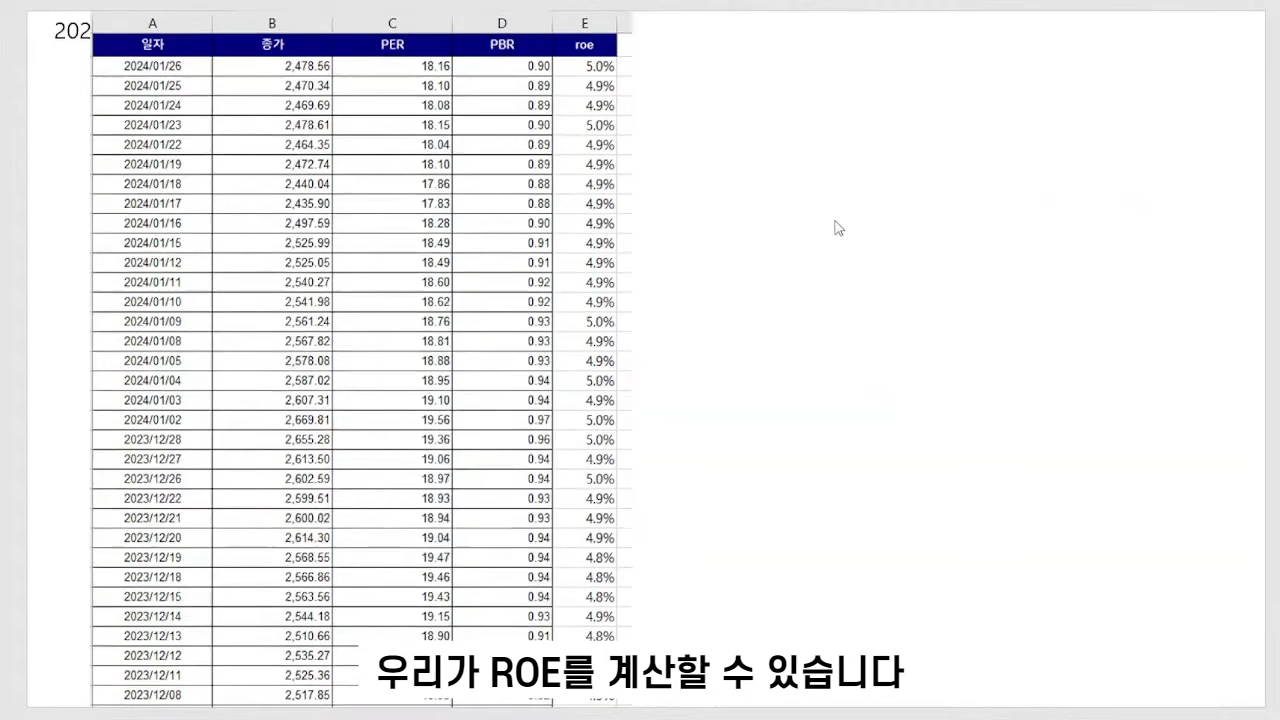 202
A B C D E
일자 종가 PER PBR roe
2024/01/26 2,478.56 18.16 0.90 5.0%
2024/01/25 2,470.34 18.10 0.89 4.9%
2024/01/24 2,469.69 18.08 0.89 4.9%
2024/01/23 2,478.61 18.15 0.90 5.0%
2024/01/22 2,464.35 18.04 0.89 4.9%
2024/01/19 2,472.74 18.10 0.89 4.9%
2024/01/18 2,440.04 17.86 0.88 4.9%
2024/01/17 2,435.90 17.83 0.88 4.9%
2024/01/16 2,497.59 18.28 0.90 4.9%
2024/01/15 2,525.99 18.49 0.91 4.9%
2024/01/12 2,525.05 18.49 0.91 4.9%
2024/01/11 2,540.27 18.60 0.92 4.9%
2024/01/10 2,541.98 18.62 0.92 4.9%
2024/01/09 2,561.24 18.76 0.93 5.0%
2024/01/08 2,567.82 18.81 0.93 4.9%
2024/01/05 2,578.08 18.88 0.93 4.9%
2024/01/04 2,587.02 18.95 0.94 5.0%
2024/01/03 2,607.31 19.10 0.94 4.9%
2024/01/02 2,669.81 19.56 0.97 5.0%
2023/12/28 2,655.28 19.36 0.96 5.0%
2023/12/27 2,613.50 19.06 0.94 4.9%
2023/12/26 2,602.59 18.97 0.94 5.0%
2023/12/22 2,599.51 18.93 0.93 4.9%
2023/12/21 2,600.02 18.94 0.93 4.9%
2023/12/20 2,614.30 19.04 0.94 4.9%
2023/12/19 2,568.55 19.47 0.94 4.8%
2023/12/18 2,566.86 19.46 0.94 4.8%
2023/12/15 2,563.56 19.43 0.94 4.8%
2023/12/14 2,544.18 19.15 0.93 4.9%
2023/12/13 2,510.66 18.90 0.91 4.8%
2023/12/12 2,535.27
2023/12/11 2,525.36
2023/12/08 2,517.85
우리가 ROE를 계산할 수 있습니다